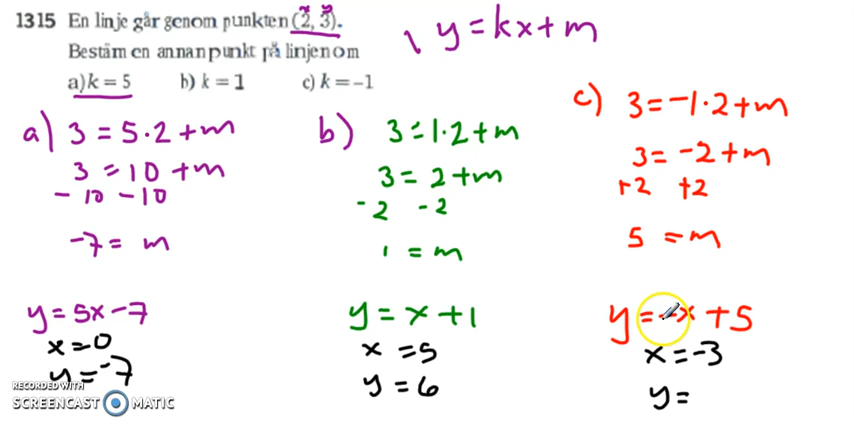 1315 En linje går genom punkten (2, 3).
x y
Bestäm en annan punkt på linjen om
a) k = 5 b) k = 1 c) k = -1
y = kx + m
a) 3 = 5·2 + m
3 = 10 + m
- 10 - 10
-7 = m
y = 5x - 7
x = 0
y = -7
b) 3 = 1·2 + m
3 = 2 + m
-2 -2
1 = m
y = x + 1
x = 5
y = 6
c) 3 = -1·2 + m
3 = -2 + m
+2 +2
5 = m
y = -x + 5
x = -3
y =
RECORDED WITH
SCREENCAST MATIC